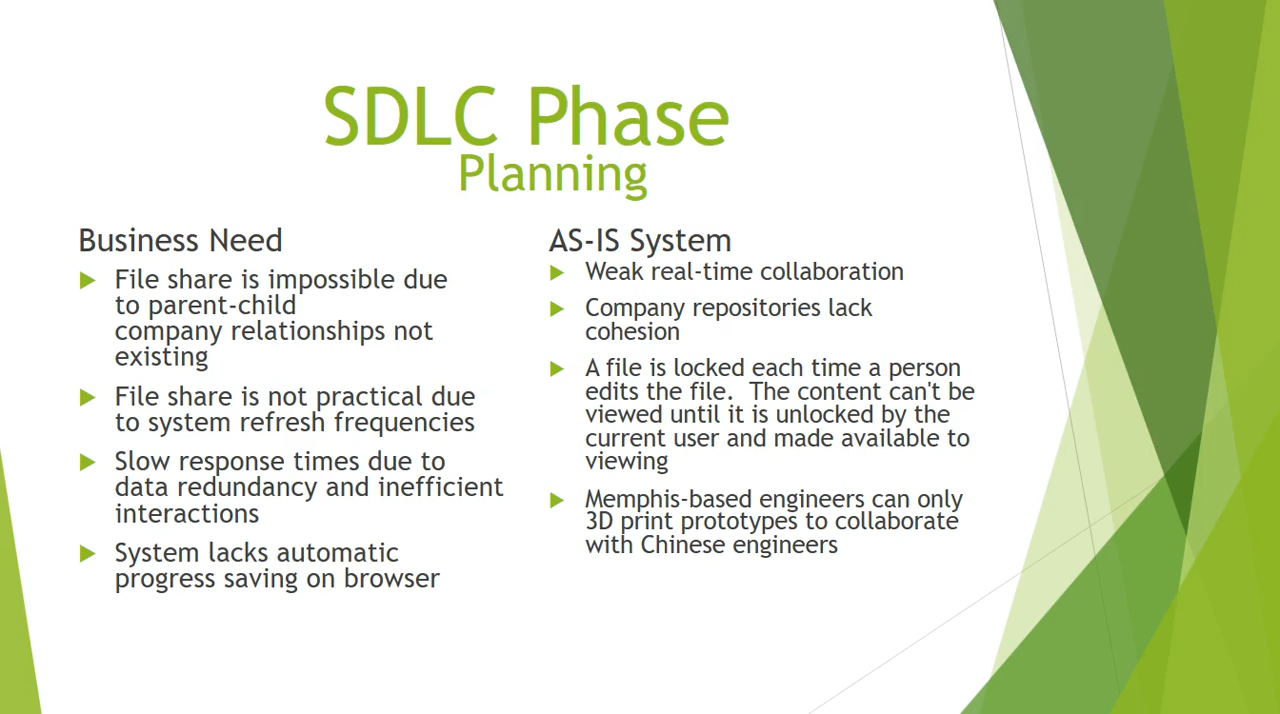 SDLC Phase
Planning
Business Need
File share is impossible due
to parent-child
company relationships not
existing
File share is not practical due
to system refresh frequencies
Slow response times due to
data redundancy and inefficient
interactions
System lacks automatic
progress saving on browser
AS-IS System
Weak real-time collaboration
Company repositories lack
cohesion
A file is locked each time a person
edits the file.  The content can't be
viewed until it is unlocked by the
current user and made available to
viewing
Memphis-based engineers can only
3D print prototypes to collaborate
with Chinese engineers